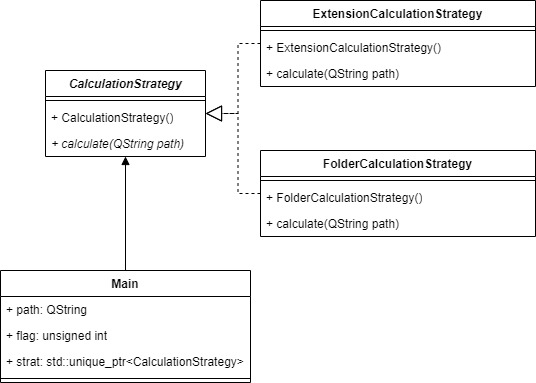 ExtensionCalculationStrategy
+ ExtensionCalculationStrategy()
+ calculate(QString path)
CalculationStrategy
+ CalculationStrategy()
+ calculate(QString path)
FolderCalculationStrategy
+ FolderCalculationStrategy()
+ calculate(QString path)
Main
+ path: QString
+ flag: unsigned int
+ strat: std::unique_ptr<CalculationStrategy>